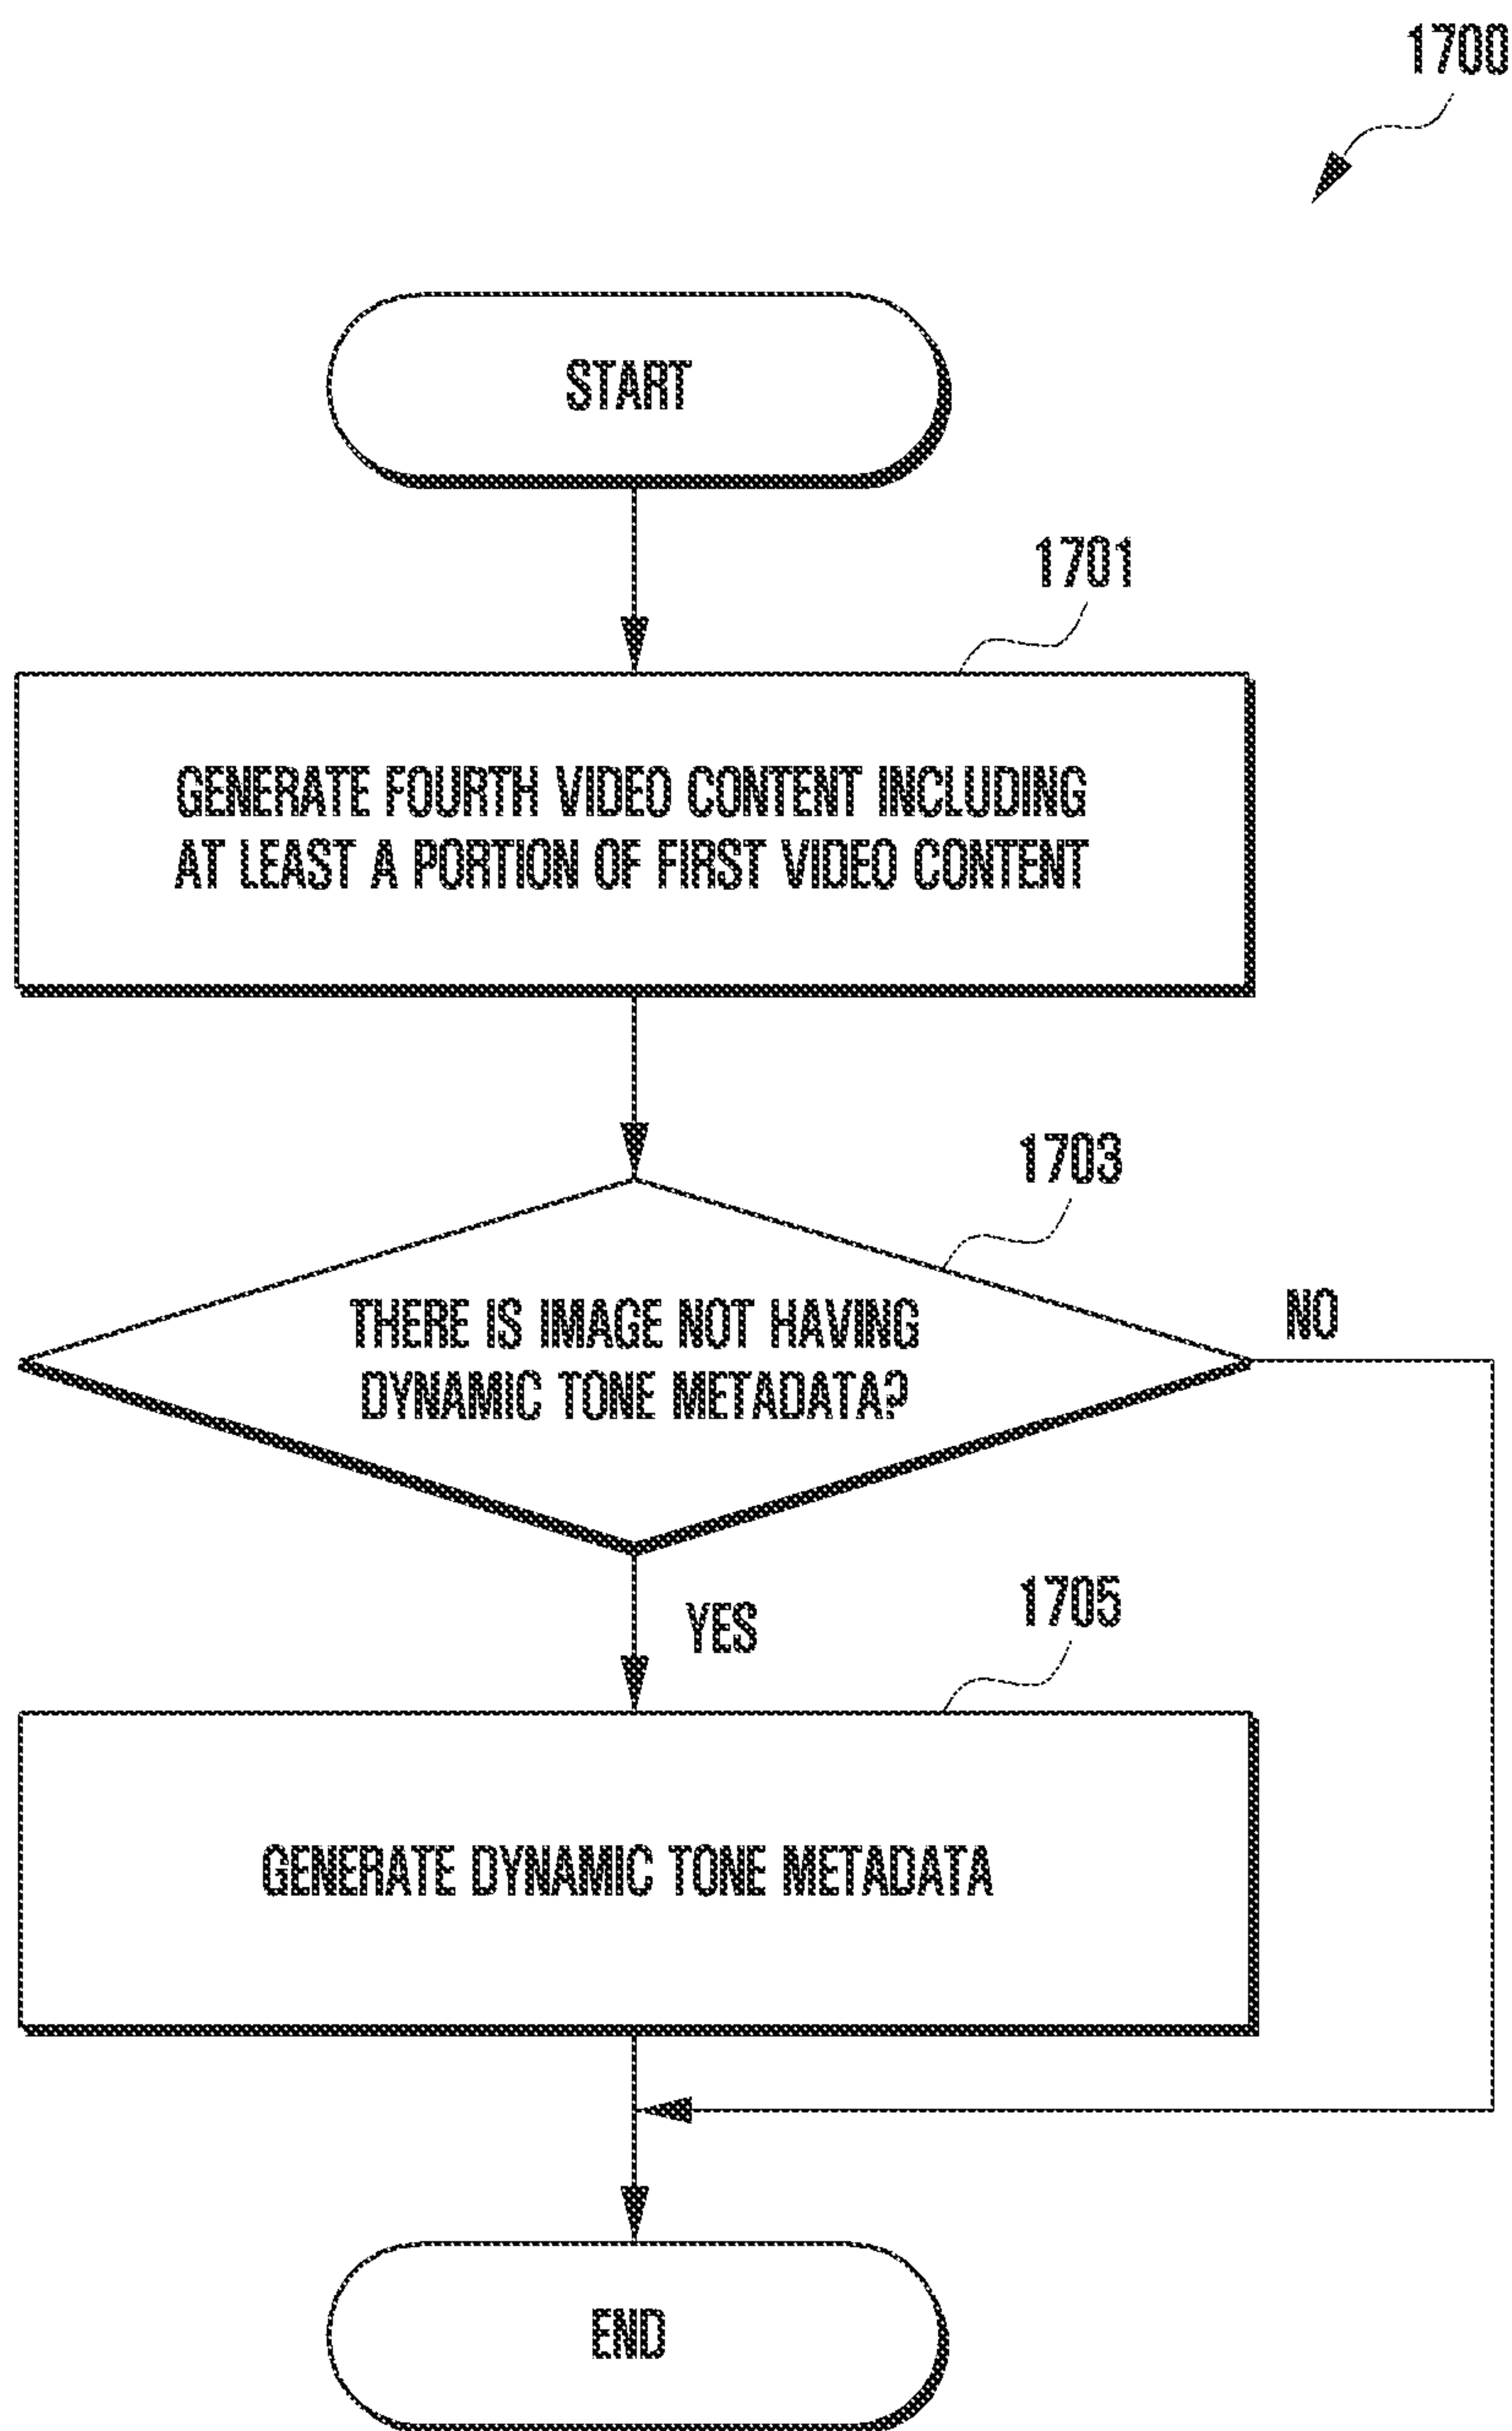 1700
START
1701
GENERATE FOURTH VIDEO CONTENT INCLUDING
AT LEAST A PORTION OF FIRST VIDEO CONTENT
1703
THERE IS IMAGE NOT HAVING
DYNAMIC TONE METADATA?
NO
YES
1705
GENERATE DYNAMIC TONE METADATA
END